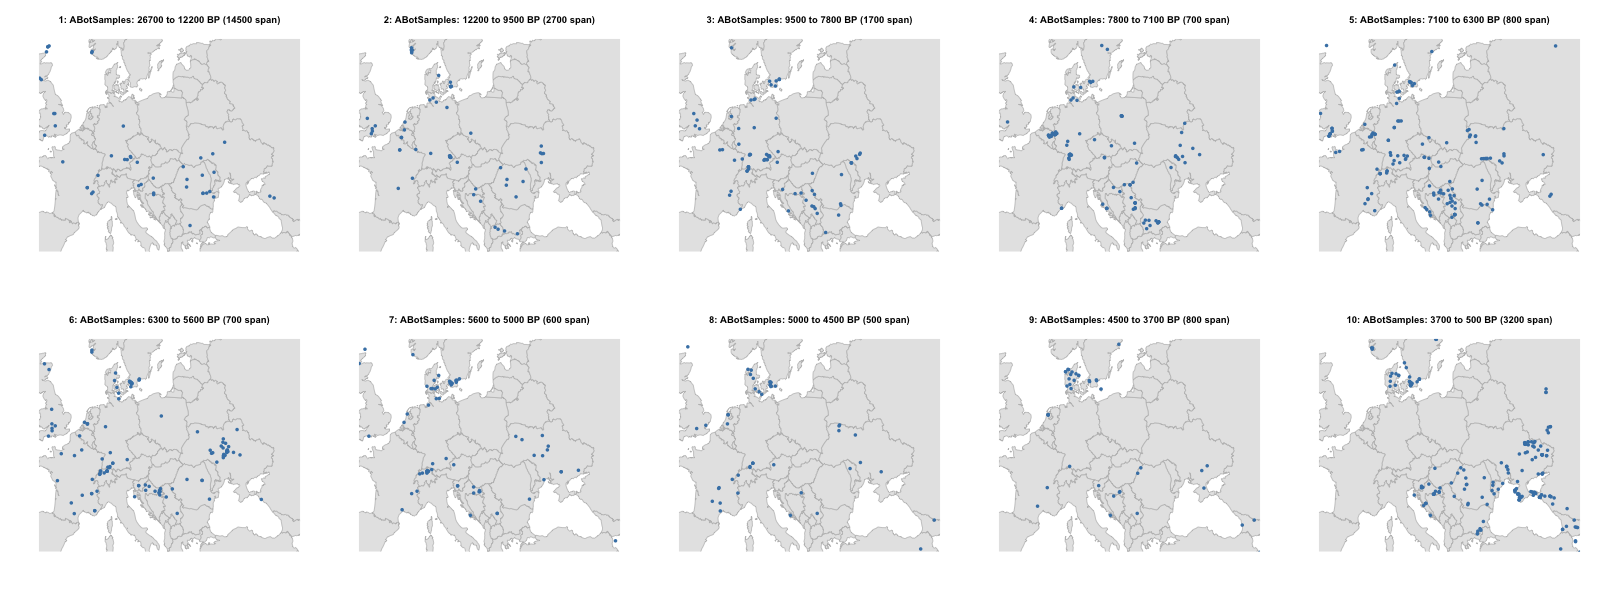 1: ABotSamples: 26700 to 12200 BP (14500 span)
2: ABotSamples: 12200 to 9500 BP (2700 span)
3: ABotSamples: 9500 to 7800 BP (1700 span)
4: ABotSamples: 7800 to 7100 BP (700 span)
5: ABotSamples: 7100 to 6300 BP (800 span)
6: ABotSamples: 6300 to 5600 BP (700 span)
7: ABotSamples: 5600 to 5000 BP (600 span)
8: ABotSamples: 5000 to 4500 BP (500 span)
9: ABotSamples: 4500 to 3700 BP (800 span)
10: ABotSamples: 3700 to 500 BP (3200 span)